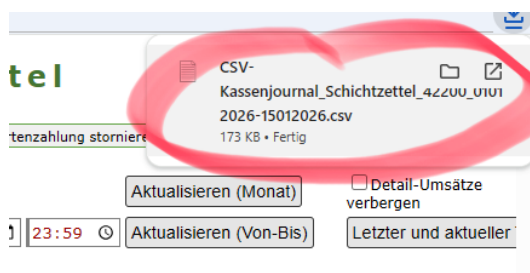 ttel
CSV-
Kassenjournal_Schichtzettel_42200_0101
2026-15012026.csv
173 KB • Fertig
rtenzahlung storniere
Aktualisieren (Monat)
Detail-Umsätze
verbergen
23:59
Aktualisieren (Von-Bis)
Letzter und aktueller